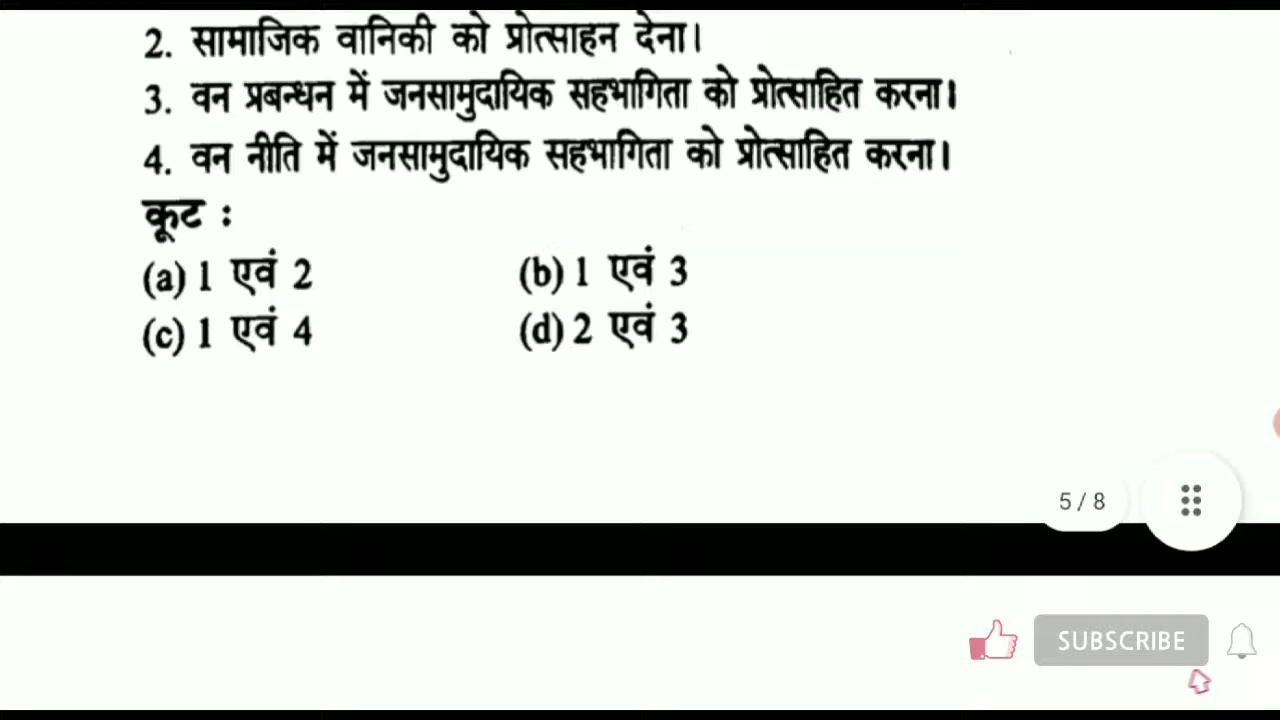 2. सामाजिक वानिकी को प्रोत्साहन देना।
3. वन प्रबन्धन में जनसामुदायिक सहभागिता को प्रोत्साहित करना।
4. वन नीति में जनसामुदायिक सहभागिता को प्रोत्साहित करना।
कूट :
(a) 1 एवं 2 (b) 1 एवं 3
(c) 1 एवं 4 (d) 2 एवं 3
5 / 8
SUBSCRIBE